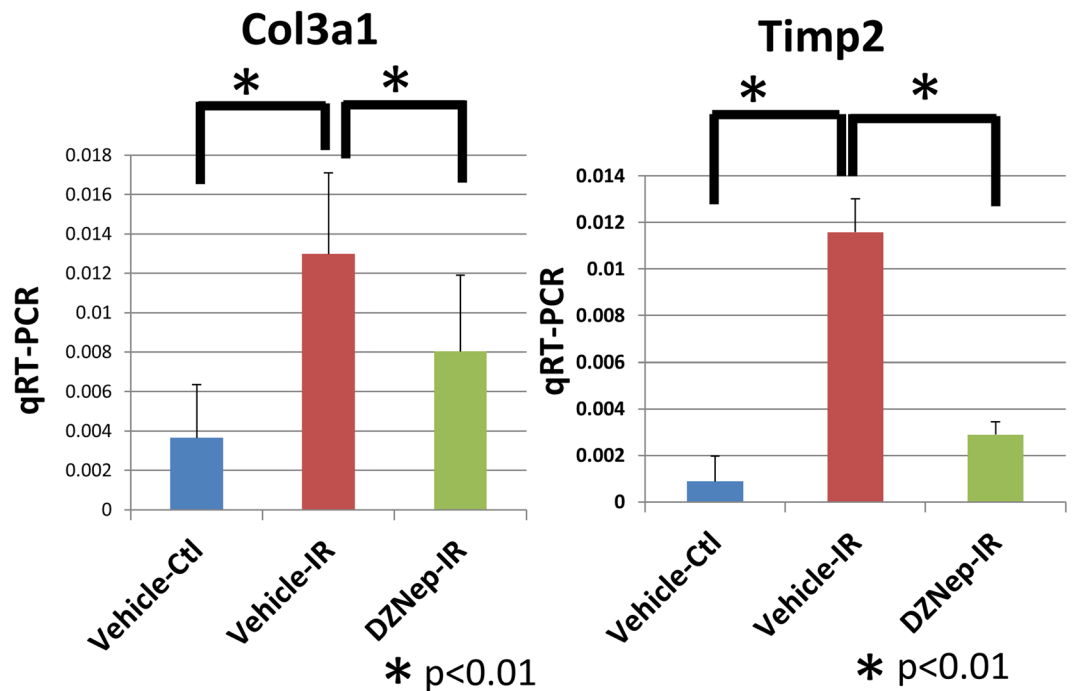 Col3a1
*
*
qRT-PCR
0.018
0.016
0.014
0.012
0.01
0.008
0.006
0.004
0.002
0
Vehicle-Ctl
Vehicle-IR
DZNep-IR
* p<0.01
Timp2
*
*
qRT-PCR
0.014
0.012
0.01
0.008
0.006
0.004
0.002
0
Vehicle-Ctl
Vehicle-IR
DZNep-IR
* p<0.01